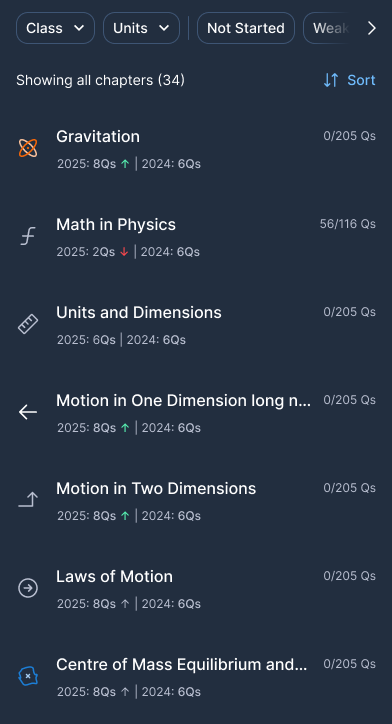 Class Units Not Started Weak
Showing all chapters (34) Sort
Gravitation 0/205 Qs
2025: 8Qs ↑ | 2024: 6Qs
Math in Physics 56/116 Qs
2025: 2Qs ↓ | 2024: 6Qs
Units and Dimensions 0/205 Qs
2025: 6Qs | 2024: 6Qs
Motion in One Dimension long n... 0/205 Qs
2025: 8Qs ↑ | 2024: 6Qs
Motion in Two Dimensions 0/205 Qs
2025: 8Qs ↑ | 2024: 6Qs
Laws of Motion 0/205 Qs
2025: 8Qs ↑ | 2024: 6Qs
Centre of Mass Equilibrium and... 0/205 Qs
2025: 8Qs ↑ | 2024: 6Qs